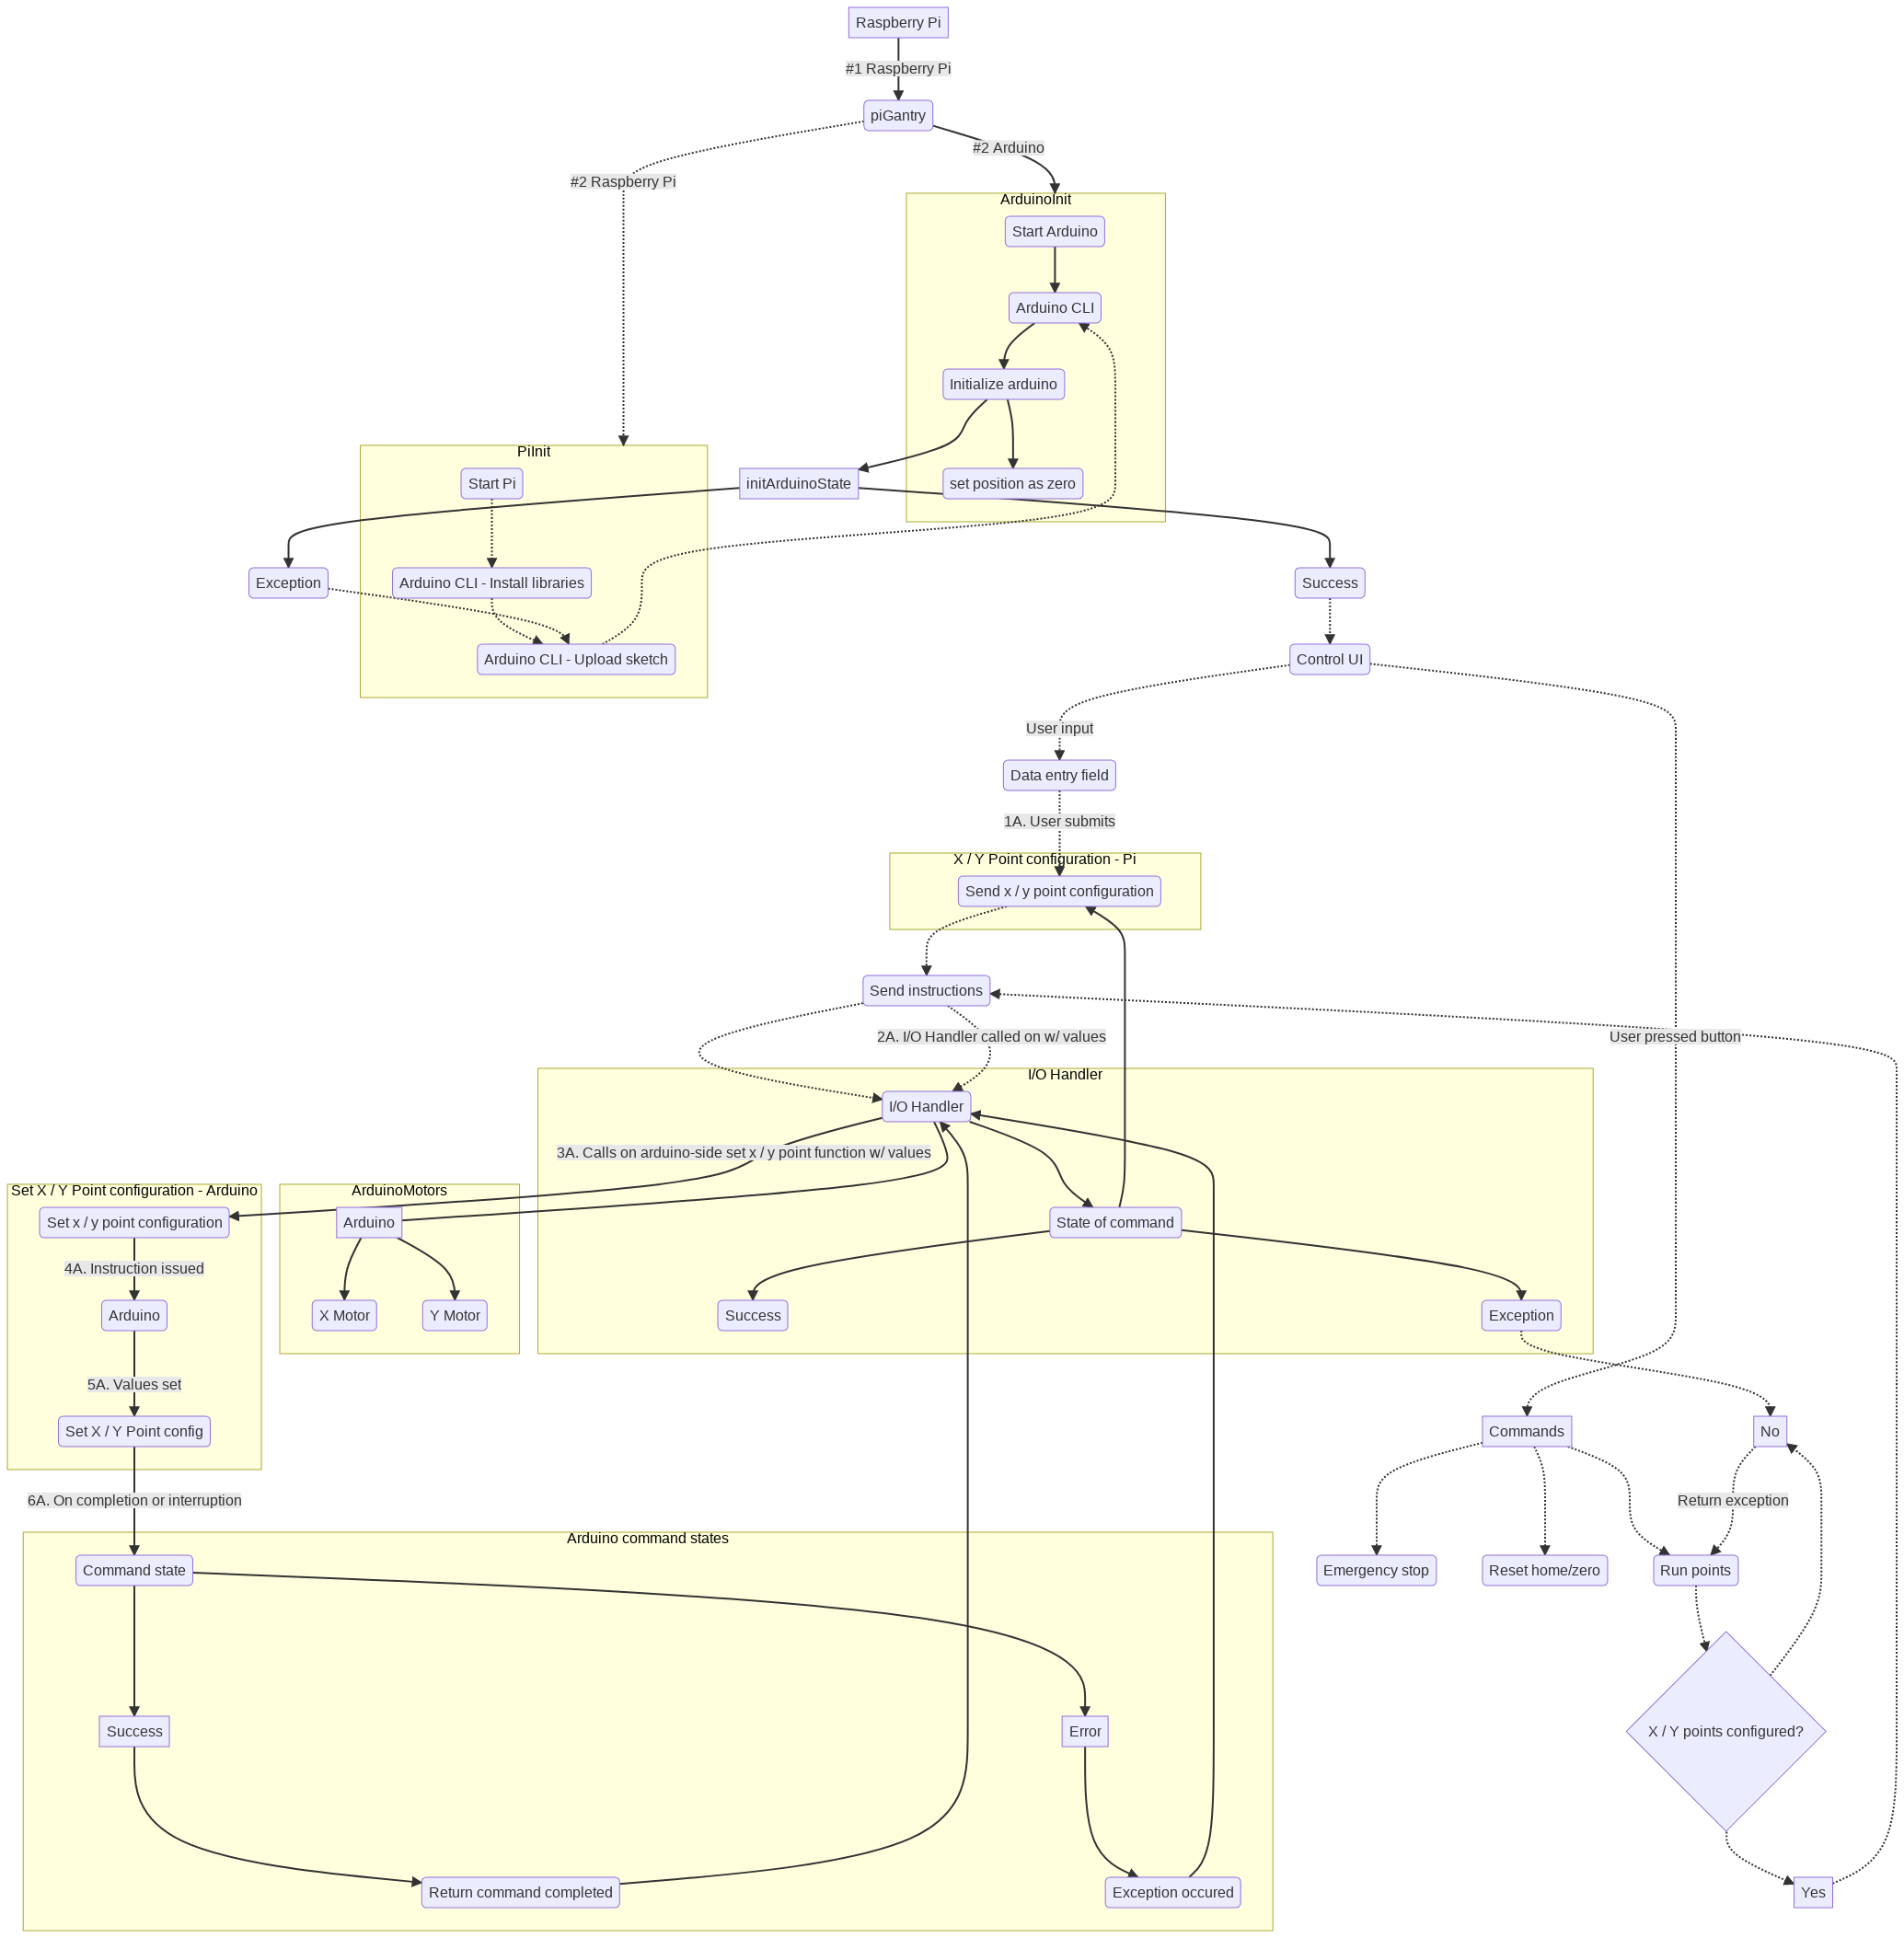 Raspberry Pi
#1 Raspberry Pi
piGantry
#2 Arduino
#2 Raspberry Pi
ArduinoInit
Start Arduino
Arduino CLI
Initialize arduino
PiInit
Start Pi
initArduinoState
set position as zero
Exception
Arduino CLI - Install libraries
Success
Arduino CLI - Upload sketch
Control UI
User input
Data entry field
1A. User submits
X / Y Point configuration - Pi
Send x / y point configuration
Send instructions
2A. I/O Handler called on w/ values
User pressed button
I/O Handler
I/O Handler
3A. Calls on arduino-side set x / y point function w/ values
Set X / Y Point configuration - Arduino
ArduinoMotors
Set x / y point configuration
Arduino
State of command
4A. Instruction issued
Arduino
X Motor
Y Motor
Success
Exception
5A. Values set
Set X / Y Point config
Commands
No
6A. On completion or interruption
Return exception
Arduino command states
Command state
Emergency stop
Reset home/zero
Run points
Success
Error
X / Y points configured?
Return command completed
Exception occured
Yes